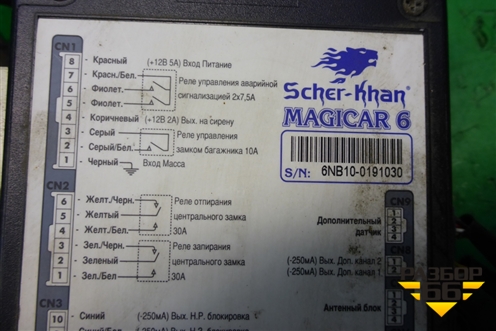 CN1
8 - Красный (+12В 5А) Вход Питание
7 - Красн./Бел.
6 - Фиолет.
5 - Фиолет.
Реле управления аварийной
сигнализацией 2х7,5А
4 - Коричневый (+12В 2А) Вых. на сирену
3 - Серый
2 - Серый/Бел.
Реле управления
замком багажника 10А
1 - Черный Вход Масса
Scher-Khan
MAGICAR 6
S/N: 6NB10-0191030
CN2
6 - Желт./Черн.
5 - Желтый
4 - Желт./Бел.
Реле отпирания
центрального замка
30А
3 - Зел./Черн.
2 - Зеленый
1 - Зел./Бел
Реле запирания
центрального замка
30А
CN9
Дополнительный
датчик
CN8
(-250мА) Вых. Доп. канал 2
(-250мА) Вых. Доп. канал 1
Антенный блок
CN3
10 - Синий (-250мА) Вых. Н.Р. блокировка
РАЗБОР
66